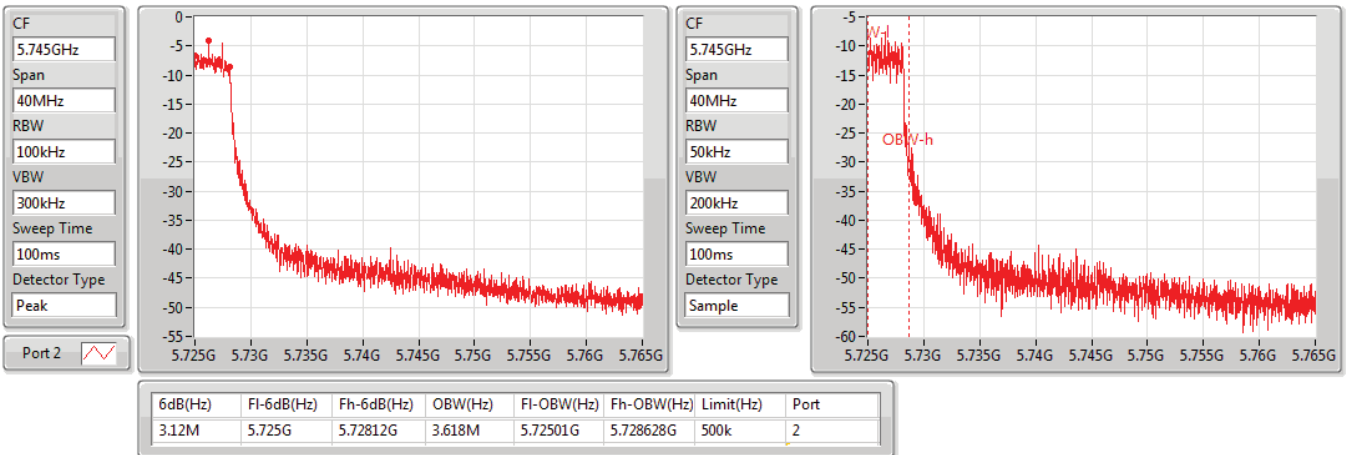 CF
5.745GHz
Span
40MHz
RBW
100kHz
VBW
300kHz
Sweep Time
100ms
Detector Type
Peak
Port 2
0
-5
-10
-15
-20
-25
-30
-35
-40
-45
-50
-55
5.725G 5.73G 5.735G 5.74G 5.745G 5.75G 5.755G 5.76G 5.765G
CF
5.745GHz
Span
40MHz
RBW
50kHz
VBW
200kHz
Sweep Time
100ms
Detector Type
Sample
-5
-10
-15
-20
-25
-30
-35
-40
-45
-50
-55
-60
W-l
OBW-h
5.725G 5.73G 5.735G 5.74G 5.745G 5.75G 5.755G 5.76G 5.765G
6dB(Hz) Fl-6dB(Hz) Fh-6dB(Hz) OBW(Hz) Fl-OBW(Hz) Fh-OBW(Hz) Limit(Hz) Port
3.12M 5.725G 5.72812G 3.618M 5.72501G 5.728628G 500k 2